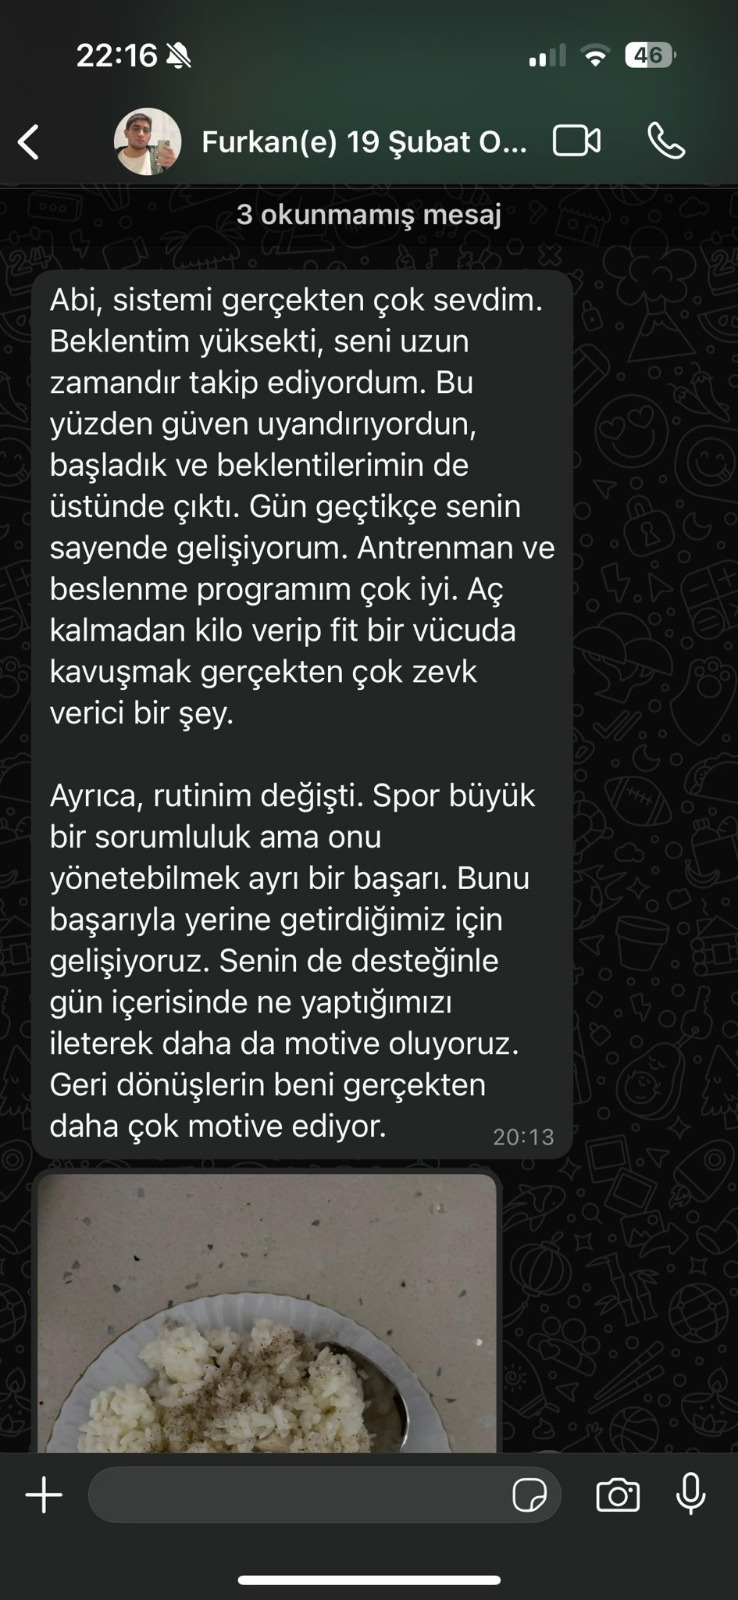 22:16
46
Furkan(e) 19 Şubat O...
3 okunmamış mesaj
Abi, sistemi gerçekten çok sevdim.
Beklentim yüksekti, seni uzun
zamandır takip ediyordum. Bu
yüzden güven uyandırıyordun,
başladık ve beklentilerimin de
üstünde çıktı. Gün geçtikçe senin
sayende gelişiyorum. Antrenman ve
beslenme programım çok iyi. Aç
kalmadan kilo verip fit bir vücuda
kavuşmak gerçekten çok zevk
verici bir şey.
Ayrıca, rutinim değişti. Spor büyük
bir sorumluluk ama onu
yönetebilmek ayrı bir başarı. Bunu
başarıyla yerine getirdiğimiz için
gelişiyoruz. Senin de desteğinle
gün içerisinde ne yaptığımızı
ileterek daha da motive oluyoruz.
Geri dönüşlerin beni gerçekten
daha çok motive ediyor.
20:13